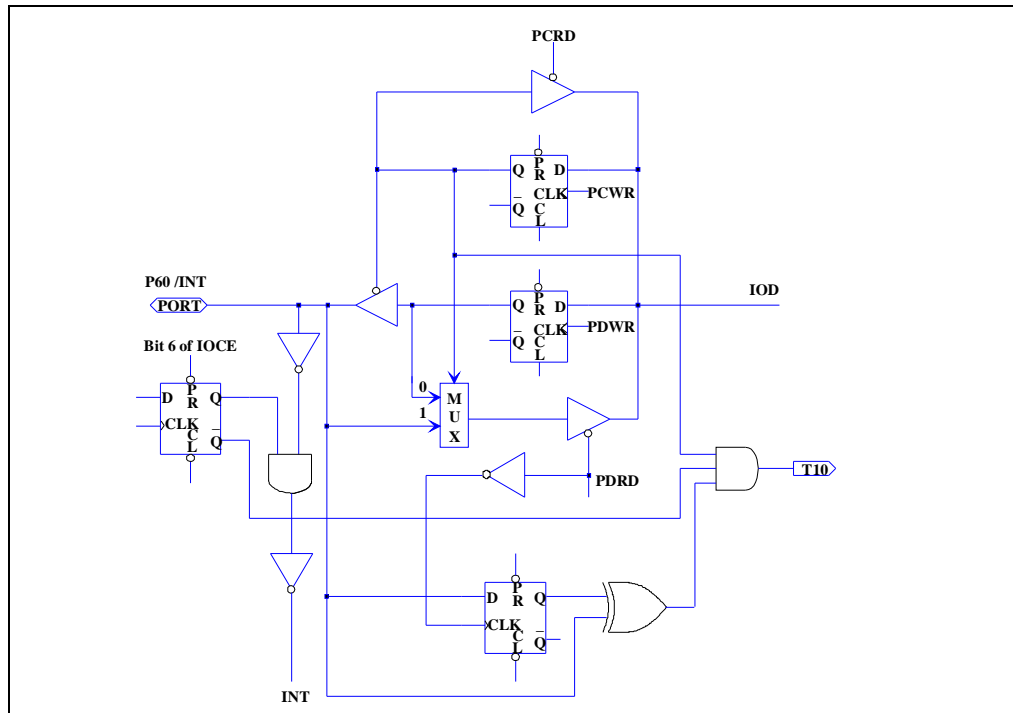 PCRD
Q P R D
CLK PCWR
Q̅ C L
P60 /INT
PORT
Q P R D
IOD
CLK PDWR
Q̅ C L
Bit 6 of IOCE
D P R Q
CLK Q̅
C L
0
1
M U X
PDRD
T10
D P R Q
CLK
C L Q̅
INT